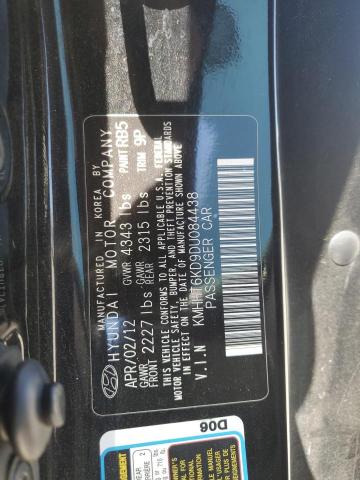 MANUFACTURED IN KOREA BY
HYUNDAI MOTOR COMPANY
APR/02/12 GVWR 4343 lbs PAINT RB5
GAWR FRONT 2227 lbs GAWR REAR 2315 lbs TRIM 9P
THIS VEHICLE CONFORMS TO ALL APPLICABLE U.S.A. FEDERAL
MOTOR VEHICLE SAFETY, BUMPER, AND THEFT PREVENTION STANDARDS
IN EFFECT ON THE DATE OF MANUFACTURE SHOWN ABOVE
V.I.N KMHHT6KD9DU084438
PASSENGER CAR
D06